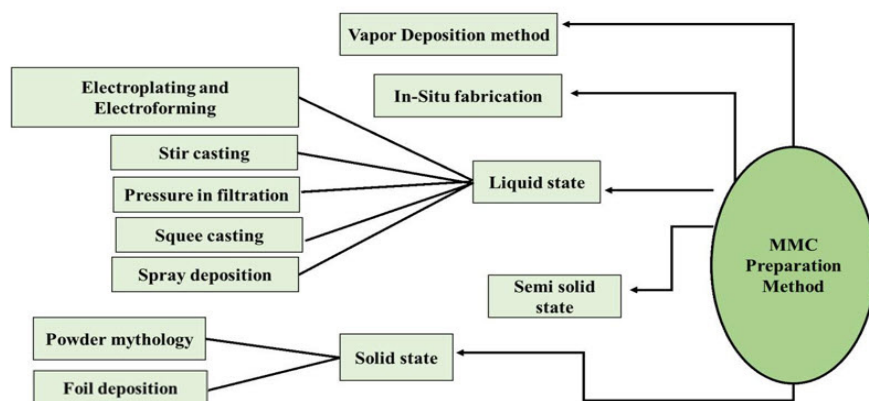 Vapor Deposition method
Electroplating and
Electroforming
In-Situ fabrication
Stir casting
Liquid state
Pressure in filtration
Squee casting
Spray deposition
MMC
Preparation
Method
Semi solid
state
Powder mythology
Solid state
Foil deposition